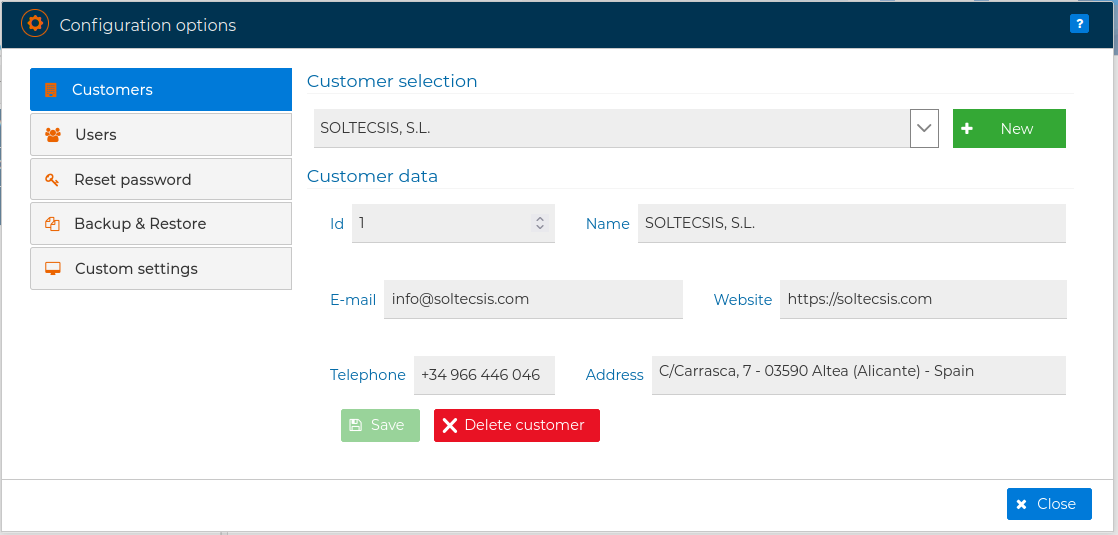 Configuration options
?
Customers
Users
Reset password
Backup & Restore
Custom settings
Customer selection
SOLTECSIS, S.L.
New
Customer data
Id 1 Name SOLTECSIS, S.L.
E-mail info@soltecsis.com Website https://soltecsis.com
Telephone +34 966 446 046 Address C/Carrasca, 7 - 03590 Altea (Alicante) - Spain
Save Delete customer
Close